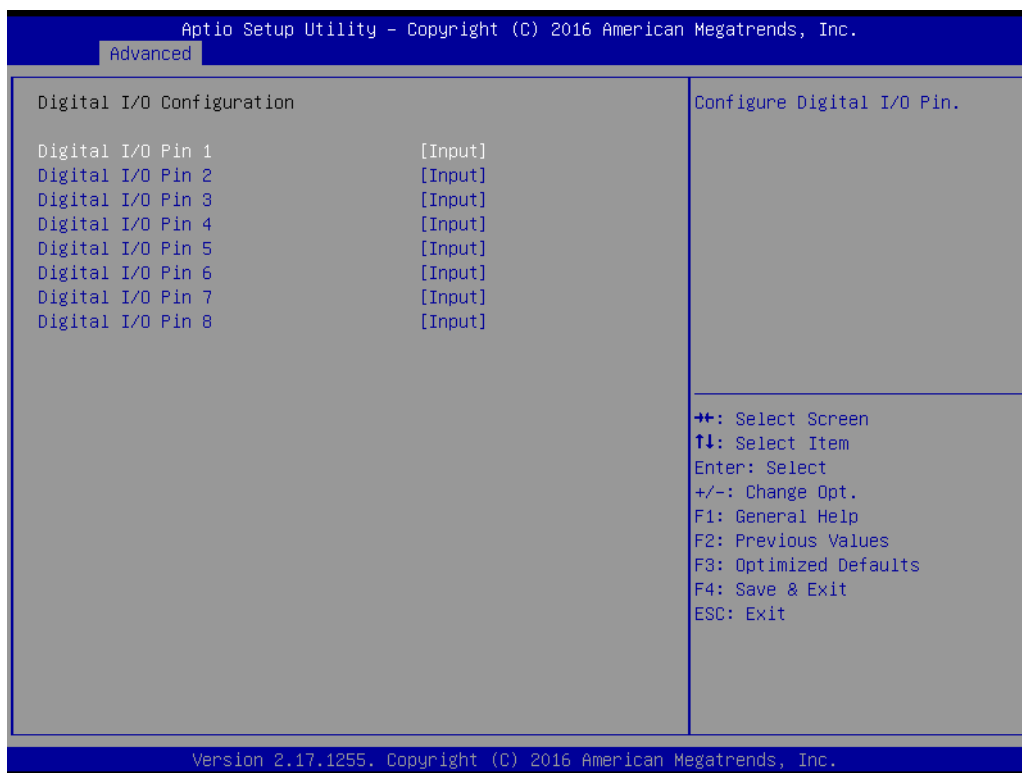 Aptio Setup Utility – Copyright (C) 2016 American Megatrends, Inc.
Advanced
Digital I/O Configuration
Digital I/O Pin 1 [Input]
Digital I/O Pin 2 [Input]
Digital I/O Pin 3 [Input]
Digital I/O Pin 4 [Input]
Digital I/O Pin 5 [Input]
Digital I/O Pin 6 [Input]
Digital I/O Pin 7 [Input]
Digital I/O Pin 8 [Input]
Configure Digital I/O Pin.
→←: Select Screen
↑↓: Select Item
Enter: Select
+/-: Change Opt.
F1: General Help
F2: Previous Values
F3: Optimized Defaults
F4: Save & Exit
ESC: Exit
Version 2.17.1255. Copyright (C) 2016 American Megatrends, Inc.